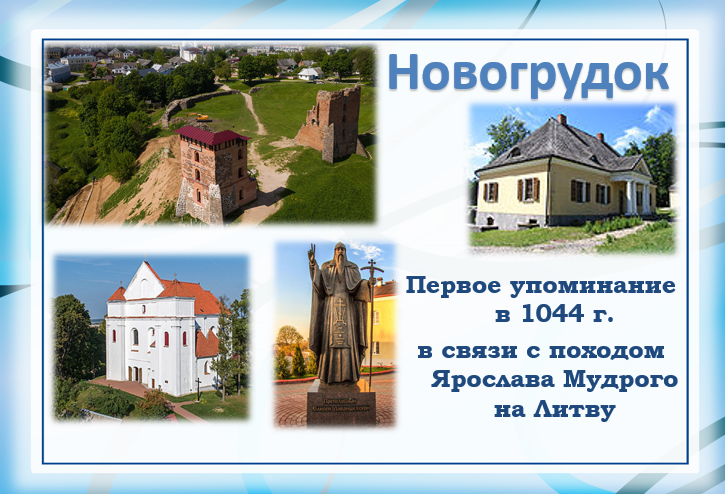 Новогрудок
Первое упоминание
в 1044 г.
в связи с походом
Ярослава Мудрого
на Литву